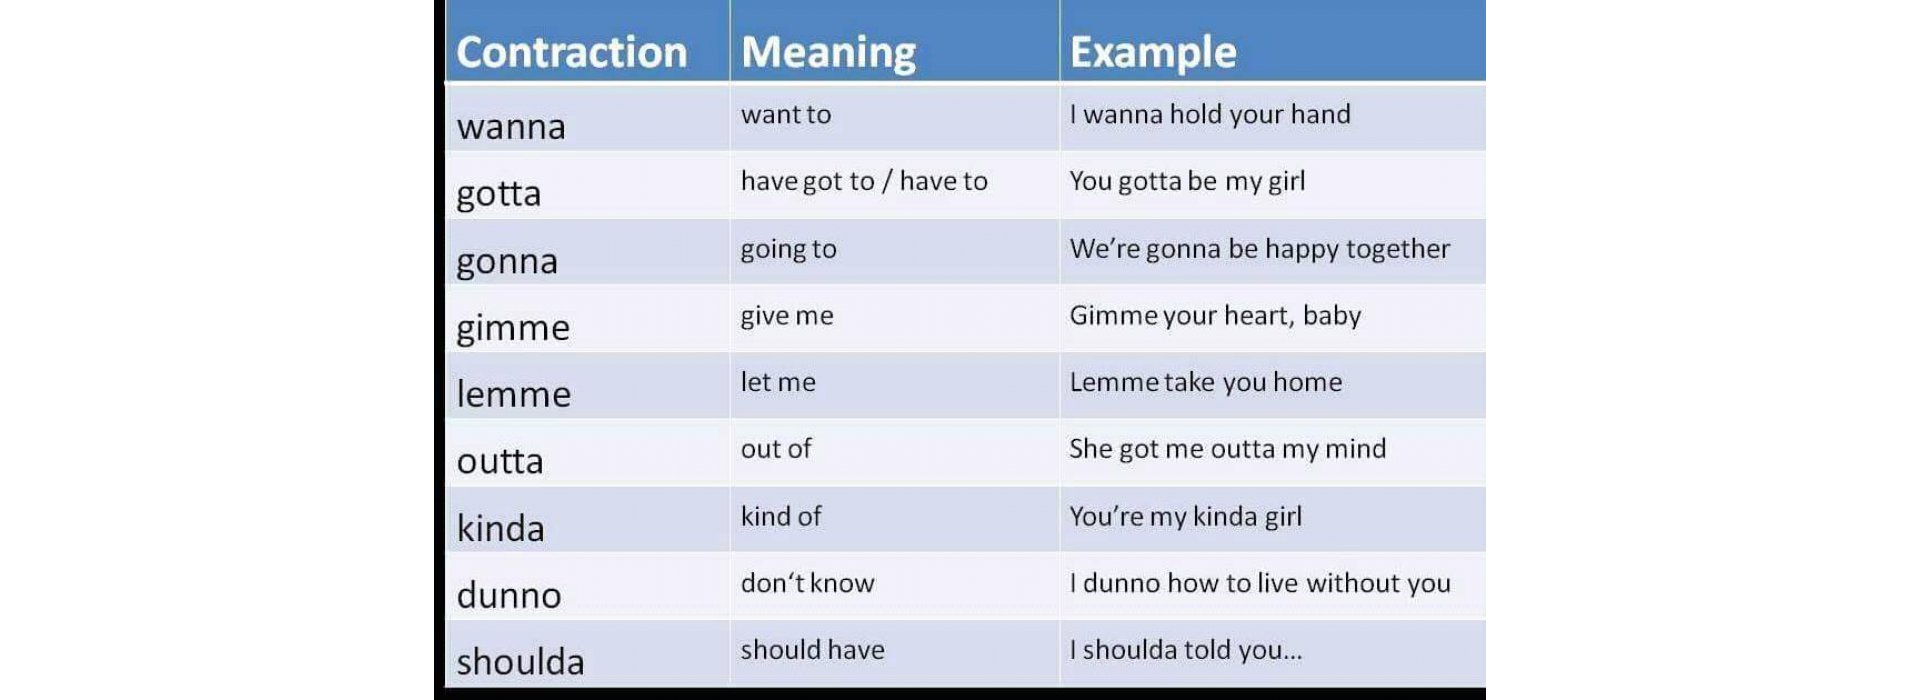 Contraction Meaning Example
wanna want to I wanna hold your hand
gotta have got to / have to You gotta be my girl
gonna going to We’re gonna be happy together
gimme give me Gimme your heart, baby
lemme let me Lemme take you home
outta out of She got me outta my mind
kinda kind of You’re my kinda girl
dunno don‘t know I dunno how to live without you
shoulda should have I shoulda told you...